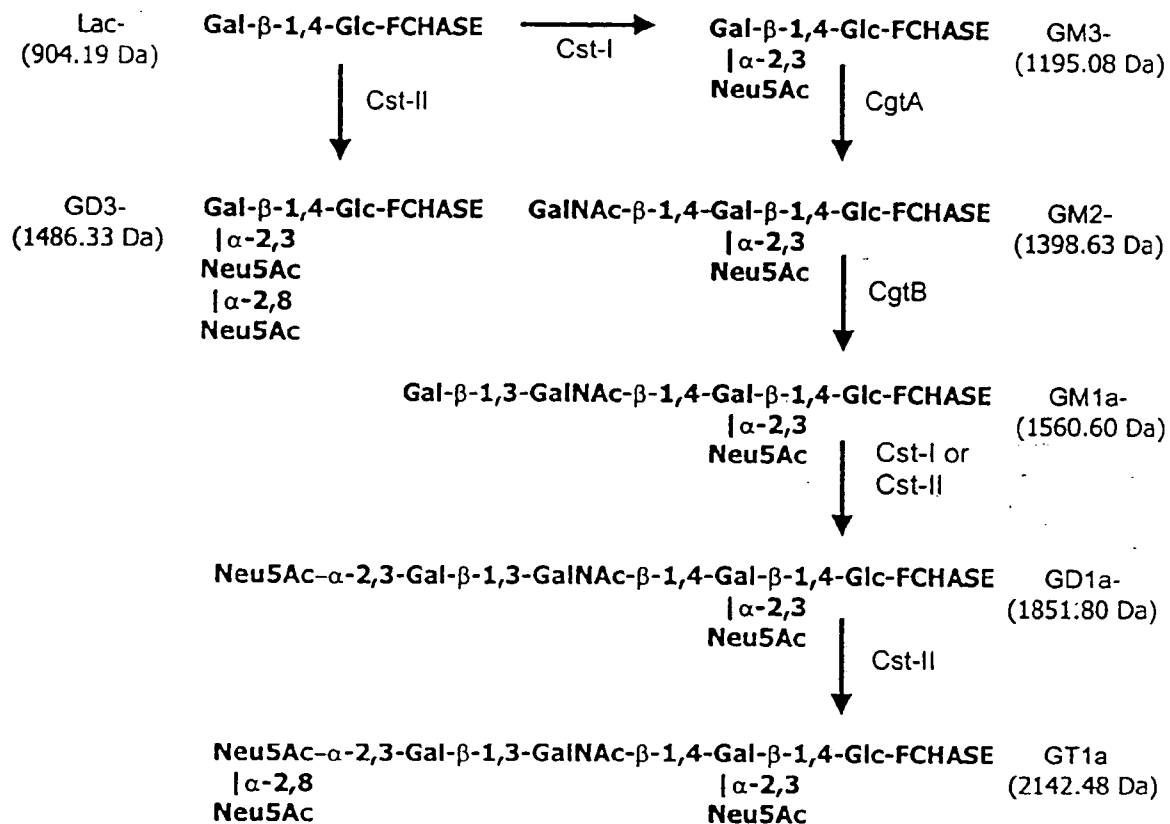 Lac-
(904.19 Da)
Gal-β-1,4-Glc-FCHASE
Cst-I
Gal-β-1,4-Glc-FCHASE
|α-2,3
Neu5Ac
GM3-
(1195.08 Da)
Cst-II
CgtA
GD3-
(1486.33 Da)
Gal-β-1,4-Glc-FCHASE
|α-2,3
Neu5Ac
|α-2,8
Neu5Ac
GalNAc-β-1,4-Gal-β-1,4-Glc-FCHASE
|α-2,3
Neu5Ac
GM2-
(1398.63 Da)
CgtB
Gal-β-1,3-GalNAc-β-1,4-Gal-β-1,4-Glc-FCHASE
|α-2,3
Neu5Ac
GM1a-
(1560.60 Da)
Cst-I or
Cst-II
Neu5Ac-α-2,3-Gal-β-1,3-GalNAc-β-1,4-Gal-β-1,4-Glc-FCHASE
|α-2,3
Neu5Ac
GD1a-
(1851.80 Da)
Cst-II
Neu5Ac-α-2,3-Gal-β-1,3-GalNAc-β-1,4-Gal-β-1,4-Glc-FCHASE
|α-2,8
Neu5Ac
|α-2,3
Neu5Ac
GT1a
(2142.48 Da)